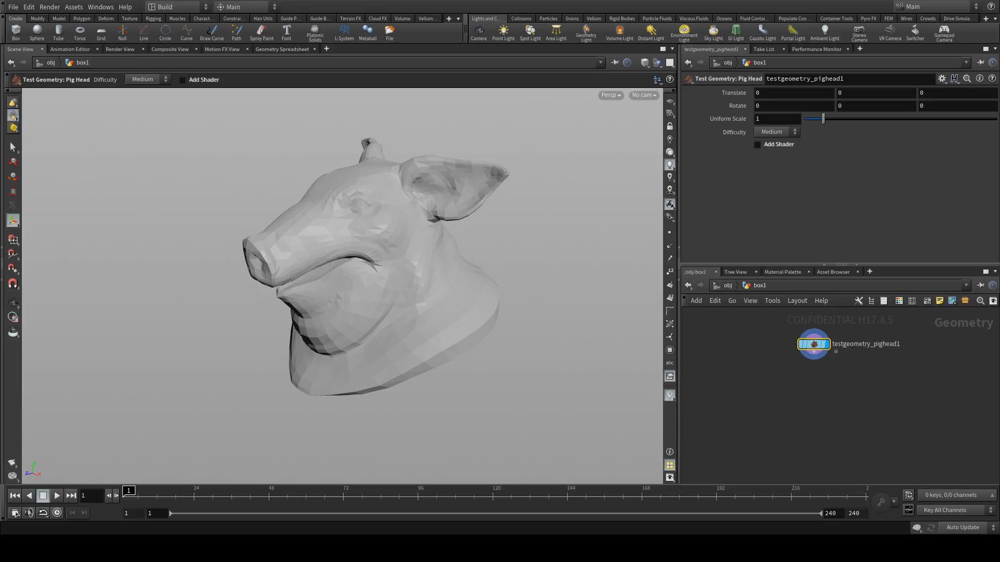 File Edit Render Assets Windows Help Build Main Main
Create Modify Model Polygon Deform Texture Rigging Muscles Charact... Constrai... Hair Utils Guide P... Guide B... Terrain FX Cloud FX Volume Vellum... Lights and C... Collisions Particles Grains Vellum Rigid Bodies Particle Fluids Viscous Fluids Oceans Fluid Contai... Populate Con... Container Tools Pyro FX FEM Wires Crowds Drive Simula...
Box Sphere Tube Torus Grid Null Line Circle Curve Draw Curve Path Spray Paint Font Platonic Solids L-System Metaball File Camera Point Light Spot Light Area Light Geometry Light Volume Light Distant Light Environment Light Sky Light GI Light Caustic Light Portal Light Ambient Light Stereo Camera VR Camera Switcher Gamepad Camera
Scene View Animation Editor Render View Composite View Motion FX View Geometry Spreadsheet testgeometry_pighead1 Take List Performance Monitor
obj box1 obj box1
Test Geometry: Pig Head Difficulty Medium Add Shader
Test Geometry: Pig Head testgeometry_pighead1
Persp No cam
Translate 0 0 0
Rotate 0 0 0
Uniform Scale 1
Difficulty Medium
Add Shader
12
12
abc
/obj/box1 Tree View Material Palette Asset Browser
obj box1
Add Edit Go View Tools Layout Help
CONFIDENTIAL H17.4.5
Geometry
testgeometry_pighead1
z y x
1 1 24 48 72 96 120 144 168 192 216 2
0 keys, 0/0 channels
1 1 240 240 Key All Channels
Auto Update